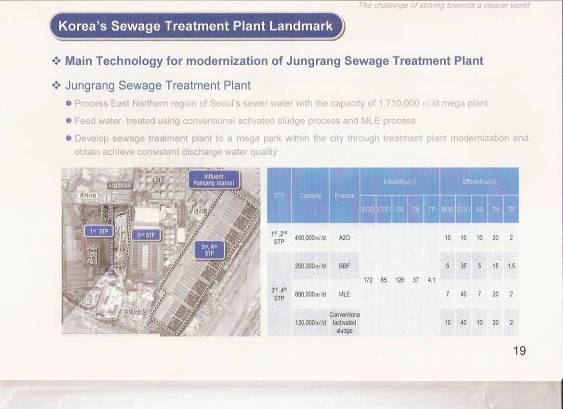 The challenge of striving towards a clearer world
Korea's Sewage Treatment Plant Landmark
❖ Main Technology for modernization of Jungrang Sewage Treatment Plant
❖ Jungrang Sewage Treatment Plant
● Process East Northern region of Seoul's sewer water with the capacity of 1,710,000 ㎥/d mega plant
● Feed water treated using conventional activated sludge process and MLE process
● Develop sewage treatment plant to a mega park within the city through treatment plant modernization and
obtain achieve consistent discharge water quality
Influent
Pumping station
1st STP
2nd STP
3rd, 4th
STP
STP Capacity Process Influent Effluent
BOD COD SS TN TP BOD COD SS TN TP
1st ,2nd STP 460,000㎥/d A2O 10 10 10 20 2
250,000㎥/d BBF 5 35 5 15 1.5
172 85 126 37 4.1
3rd ,4th STP 880,000㎥/d MLE 7 40 7 20 2
120,000㎥/d Conventiona lactivated sludge 10 40 10 20 2
19